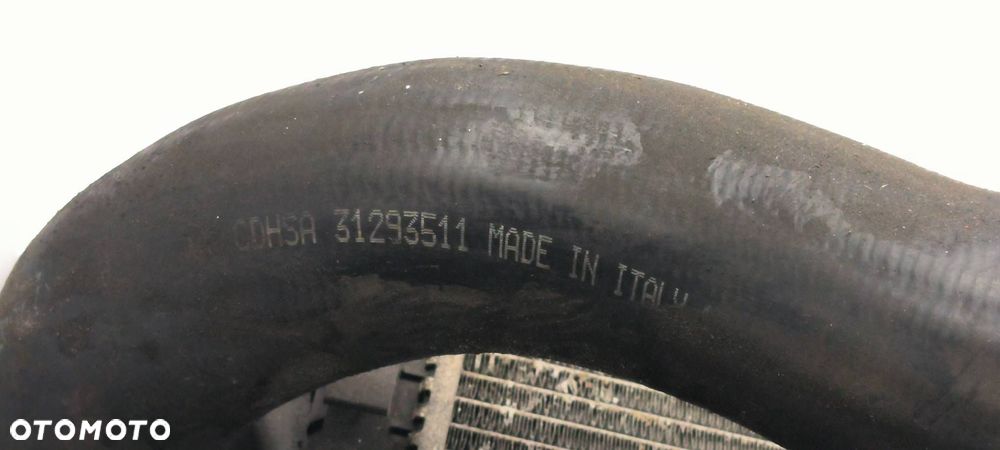 CDHSA 31293511 MADE IN ITALY
OTOMOTO